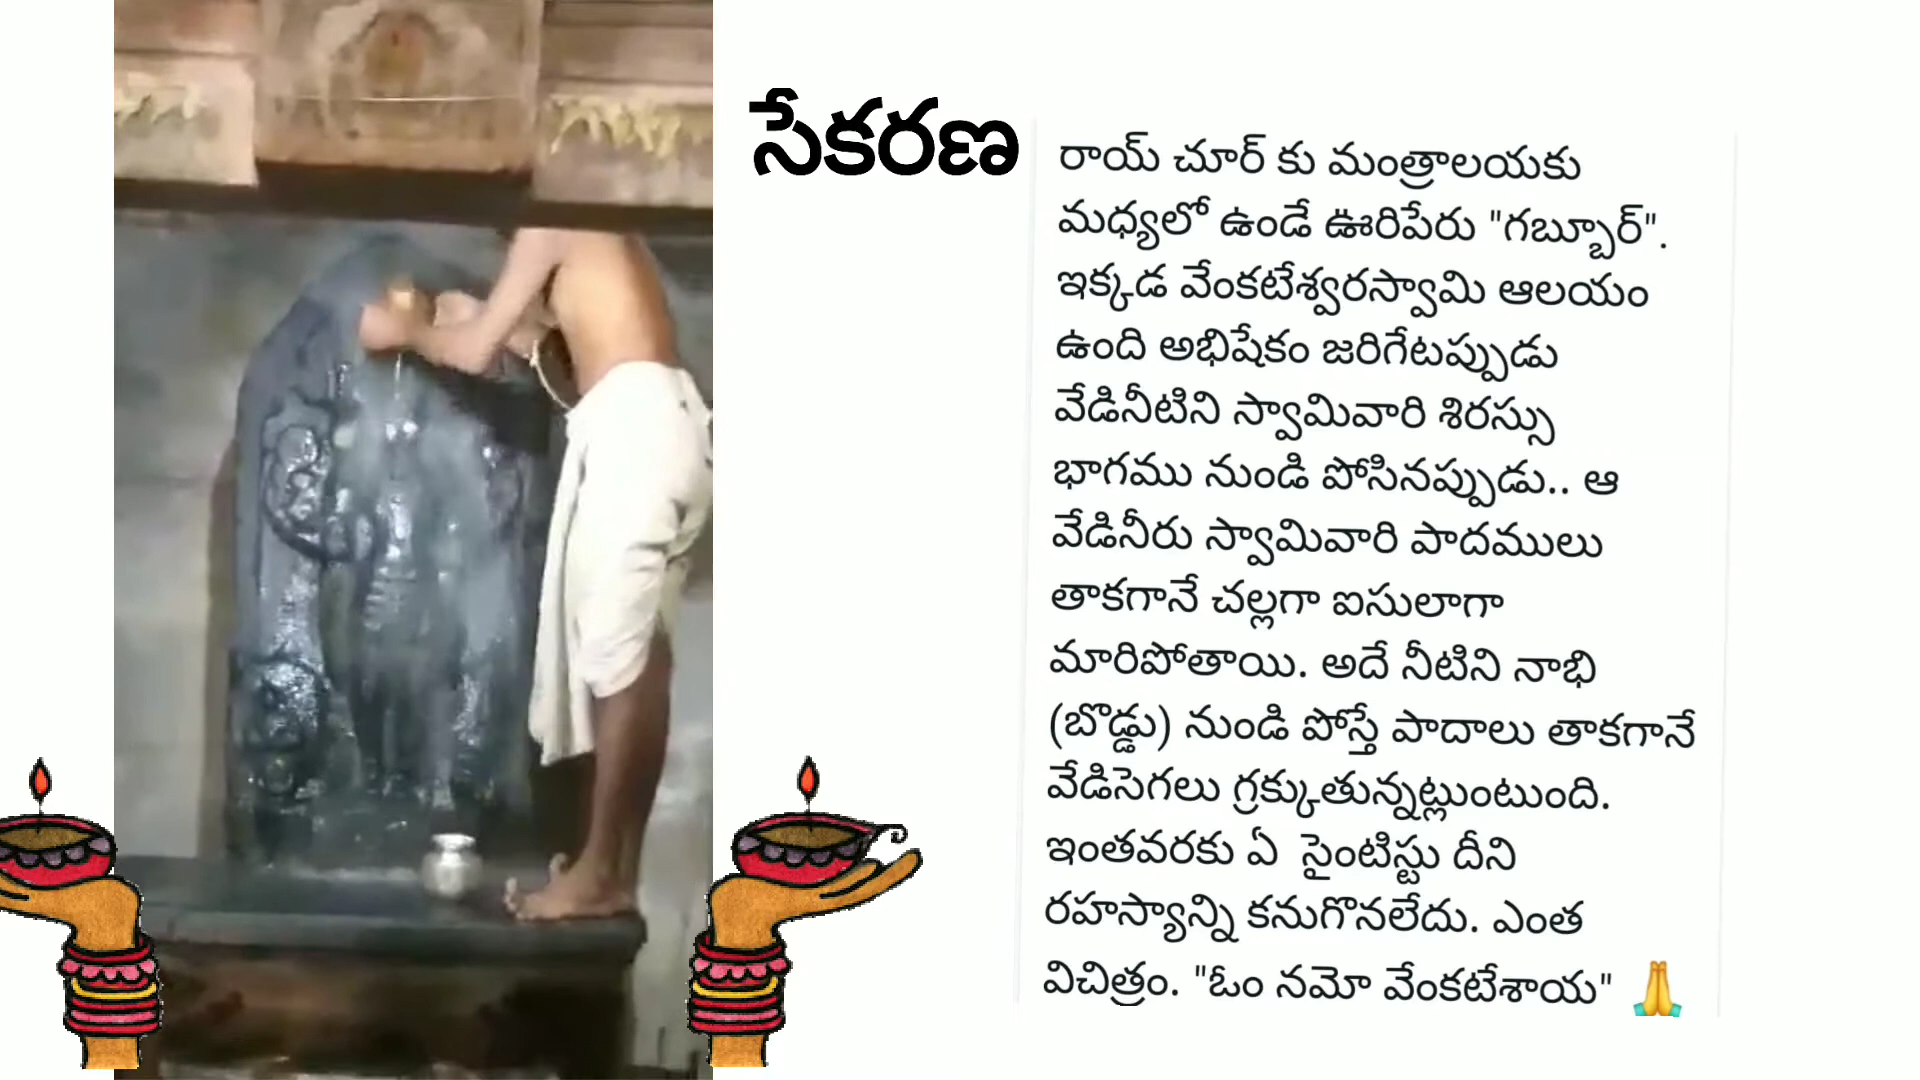 సేకరణ
రాయ్ చూర్ కు మంత్రాలయకు
మధ్యలో ఉండే ఊరిపేరు "గబ్బూర్".
ఇక్కడ వేంకటేశ్వరస్వామి ఆలయం
ఉంది అభిషేకం జరిగేటప్పుడు
వేడినీటిని స్వామివారి శిరస్సు
భాగము నుండి పోసినప్పుడు.. ఆ
వేడినీరు స్వామివారి పాదములు
తాకగానే చల్లగా ఐసులాగా
మారిపోతాయి. అదే నీటిని నాభి
(బొడ్డు) నుండి పోస్తే పాదాలు తాకగానే
వేడిసెగలు గ్రక్కుతున్నట్లుంటుంది.
ఇంతవరకు ఏ సైంటిస్టు దీని
రహస్యాన్ని కనుగొనలేదు. ఎంత
విచిత్రం. "ఓం నమో వేంకటేశాయ" 🙏